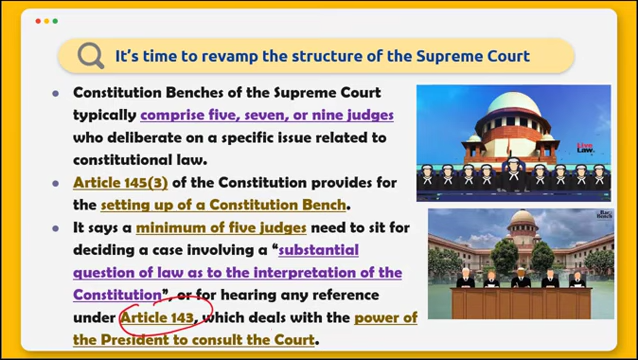 It's time to revamp the structure of the Supreme Court
Constitution Benches of the Supreme Court
typically comprise five, seven, or nine judges
who deliberate on a specific issue related to
constitutional law.
Article 145(3) of the Constitution provides for
the setting up of a Constitution Bench.
It says a minimum of five judges need to sit for
deciding a case involving a “substantial
question of law as to the interpretation of the
Constitution”, or for hearing any reference
under Article 143, which deals with the power of
the President to consult the Court.
Live
Law.
Bar
Bench